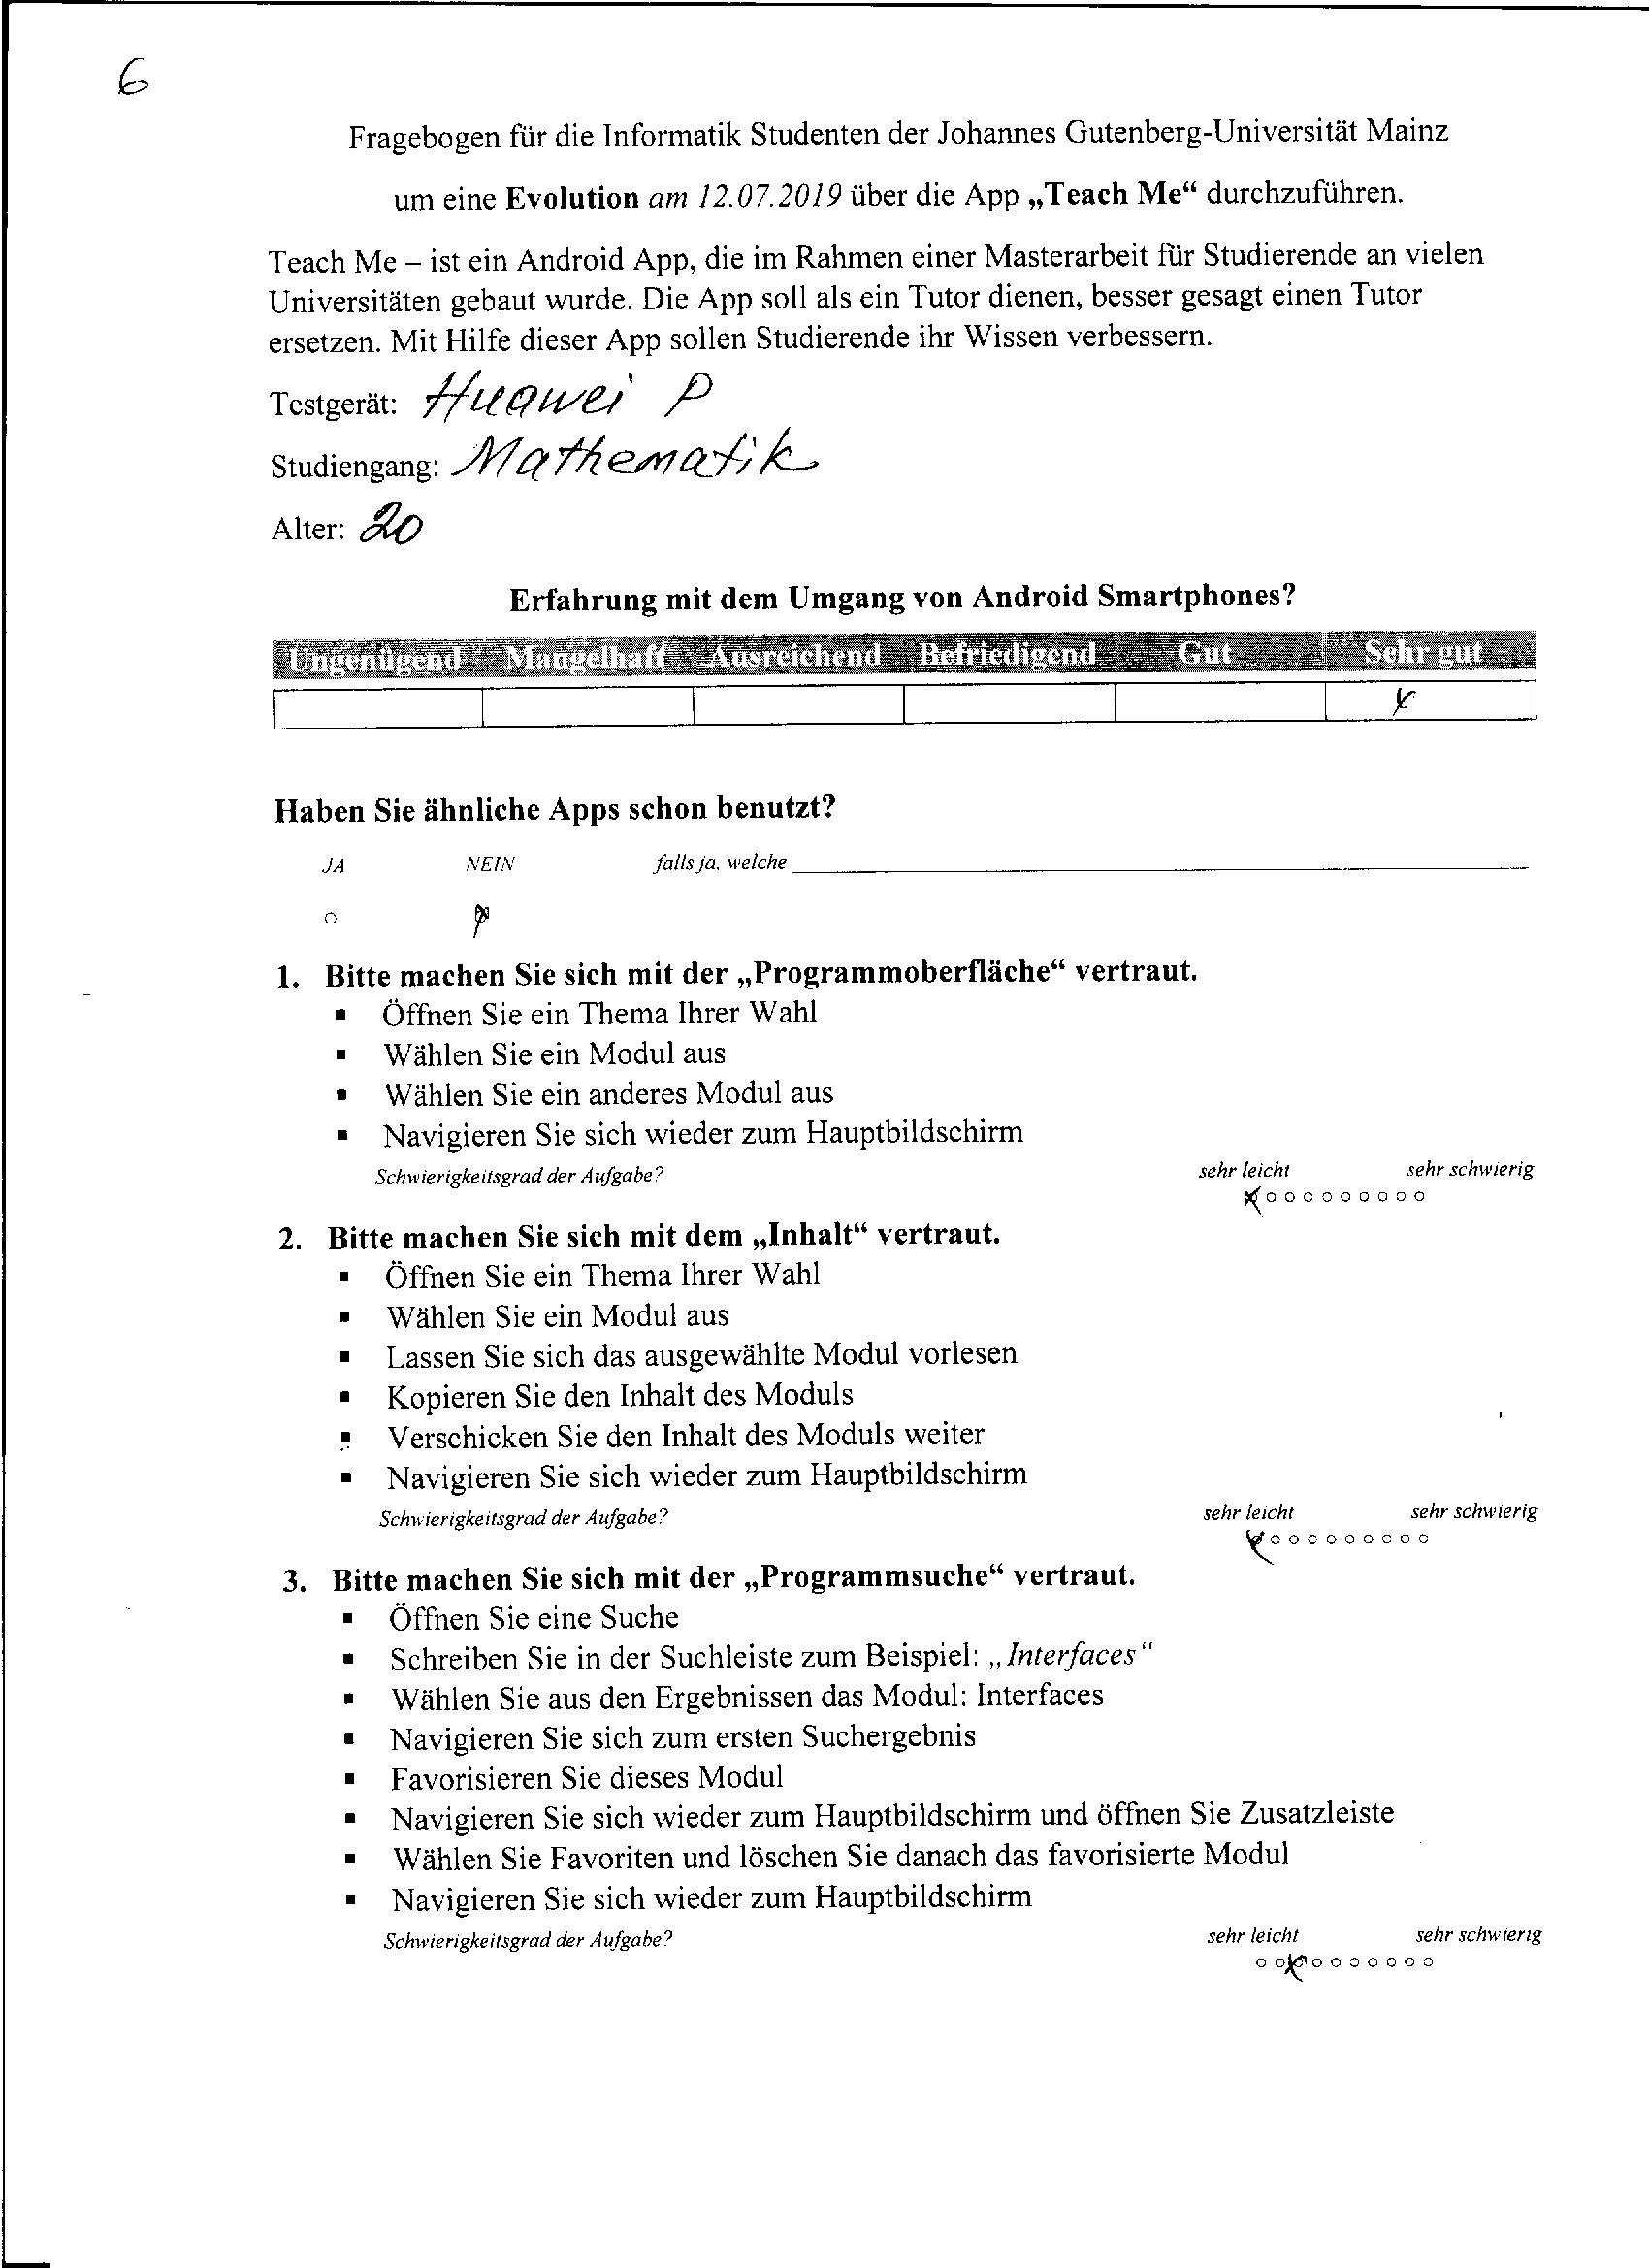 6
Fragebogen für die Informatik Studenten der Johannes Gutenberg-Universität Mainz
um eine Evolution am 12.07.2019 über die App „Teach Me“ durchzuführen.
Teach Me – ist ein Android App, die im Rahmen einer Masterarbeit für Studierende an vielen
Universitäten gebaut wurde. Die App soll als ein Tutor dienen, besser gesagt einen Tutor
ersetzen. Mit Hilfe dieser App sollen Studierende ihr Wissen verbessern.
Testgerät: Huawei P
Studiengang: Mathematik
Alter: 20
Erfahrung mit dem Umgang von Android Smartphones?
Ungenügend Mangelhaft Ausreichend Befriedigend Gut Sehr gut
Haben Sie ähnliche Apps schon benutzt?
JA NEIN falls ja, welche
1. Bitte machen Sie sich mit der „Programmoberfläche“ vertraut.
▪ Öffnen Sie ein Thema Ihrer Wahl
▪ Wählen Sie ein Modul aus
▪ Wählen Sie ein anderes Modul aus
▪ Navigieren Sie sich wieder zum Hauptbildschirm
Schwierigkeitsgrad der Aufgabe? sehr leicht sehr schwierig
2. Bitte machen Sie sich mit dem „Inhalt“ vertraut.
▪ Öffnen Sie ein Thema Ihrer Wahl
▪ Wählen Sie ein Modul aus
▪ Lassen Sie sich das ausgewählte Modul vorlesen
▪ Kopieren Sie den Inhalt des Moduls
▪ Verschicken Sie den Inhalt des Moduls weiter
▪ Navigieren Sie sich wieder zum Hauptbildschirm
Schwierigkeitsgrad der Aufgabe? sehr leicht sehr schwierig
3. Bitte machen Sie sich mit der „Programmsuche“ vertraut.
▪ Öffnen Sie eine Suche
▪ Schreiben Sie in der Suchleiste zum Beispiel: „Interfaces“
▪ Wählen Sie aus den Ergebnissen das Modul: Interfaces
▪ Navigieren Sie sich zum ersten Suchergebnis
▪ Favorisieren Sie dieses Modul
▪ Navigieren Sie sich wieder zum Hauptbildschirm und öffnen Sie Zusatzleiste
▪ Wählen Sie Favoriten und löschen Sie danach das favorisierte Modul
▪ Navigieren Sie sich wieder zum Hauptbildschirm
Schwierigkeitsgrad der Aufgabe? sehr leicht sehr schwierig